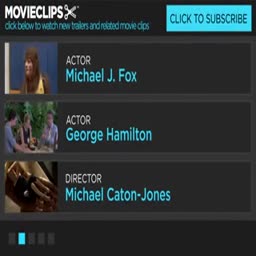 MOVIECLIPS
click below to watch new trailers and related movie clips
CLICK TO SUBSCRIBE
ACTOR
Michael J. Fox
ACTOR
George Hamilton
DIRECTOR
Michael Caton-Jones